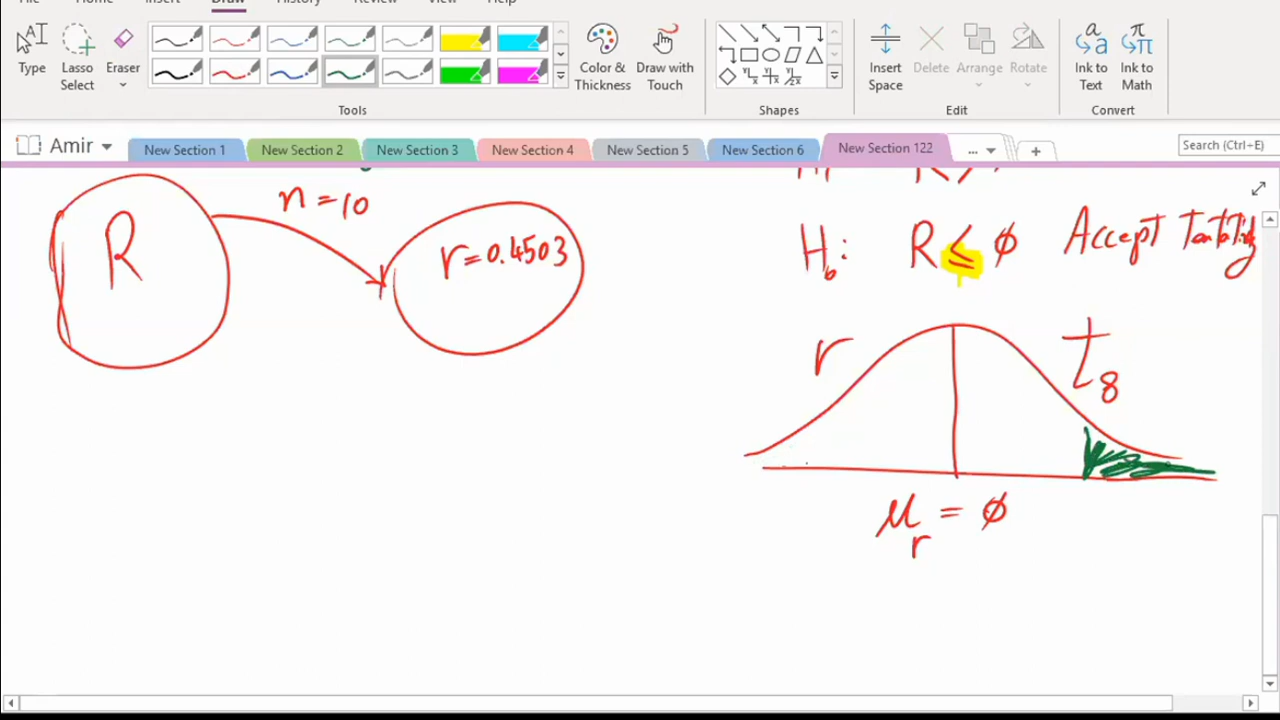 Home Insert Draw History Review View Help
Type
Lasso Select
Eraser
Color & Thickness
Draw with Touch
Insert Space
Delete
Arrange
Rotate
Ink to Text
Ink to Math
Tools
Shapes
Edit
Convert
Amir
New Section 1
New Section 2
New Section 3
New Section 4
New Section 5
New Section 6
New Section 122
...
Search (Ctrl+E)
R
n = 10
r = 0.4503
H₀: R ≤ ϕ Accept
r
t₈
μᵣ = ϕ